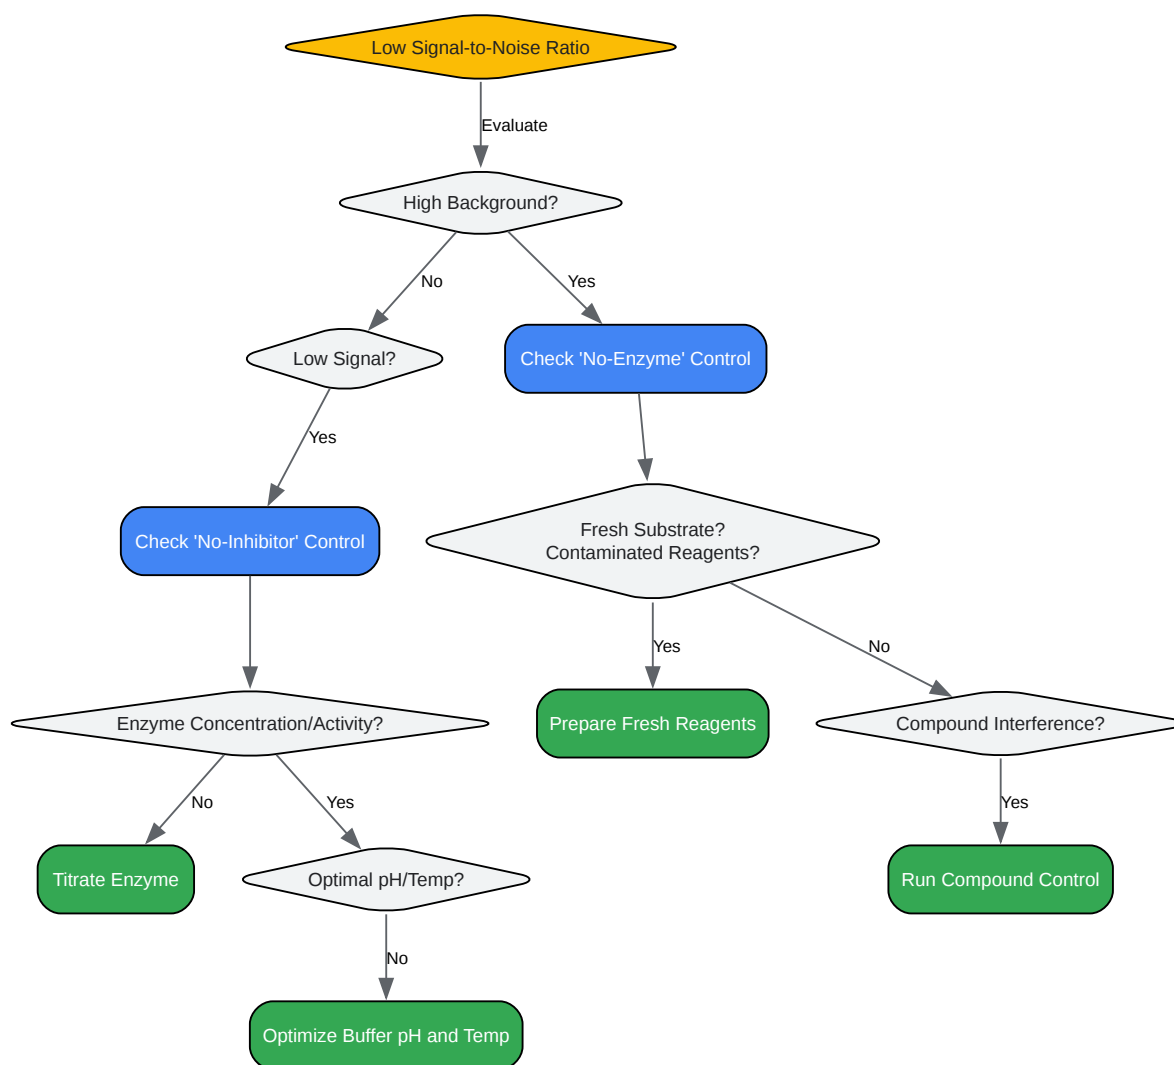 Low Signal-to-Noise Ratio
Evaluate
High Background?
No
Yes
Low Signal?
Check 'No-Enzyme' Control
Yes
Check 'No-Inhibitor' Control
Fresh Substrate?
Contaminated Reagents?
Yes
No
Enzyme Concentration/Activity?
Prepare Fresh Reagents
Compound Interference?
No
Yes
Yes
Titrate Enzyme
Optimal pH/Temp?
Run Compound Control
No
Optimize Buffer pH and Temp